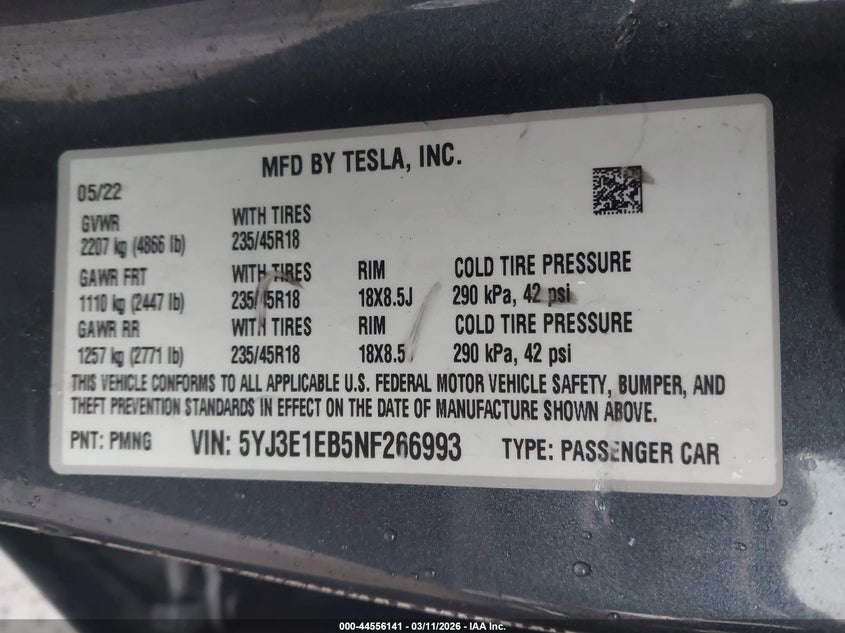 MFD BY TESLA, INC.
05/22
GVWR WITH TIRES
2207 kg (4866 lb) 235/45R18
GAWR FRT WITH TIRES RIM COLD TIRE PRESSURE
1110 kg (2447 lb) 235/45R18 18X8.5J 290 kPa, 42 psi
GAWR RR WITH TIRES RIM COLD TIRE PRESSURE
1257 kg (2771 lb) 235/45R18 18X8.5 290 kPa, 42 psi
THIS VEHICLE CONFORMS TO ALL APPLICABLE U.S. FEDERAL MOTOR VEHICLE SAFETY, BUMPER, AND
THEFT PREVENTION STANDARDS IN EFFECT ON THE DATE OF MANUFACTURE SHOWN ABOVE.
PNT: PMNG VIN: 5YJ3E1EB5NF266993 TYPE: PASSENGER CAR
000-44556141 - 03/11/2026 - IAA Inc.